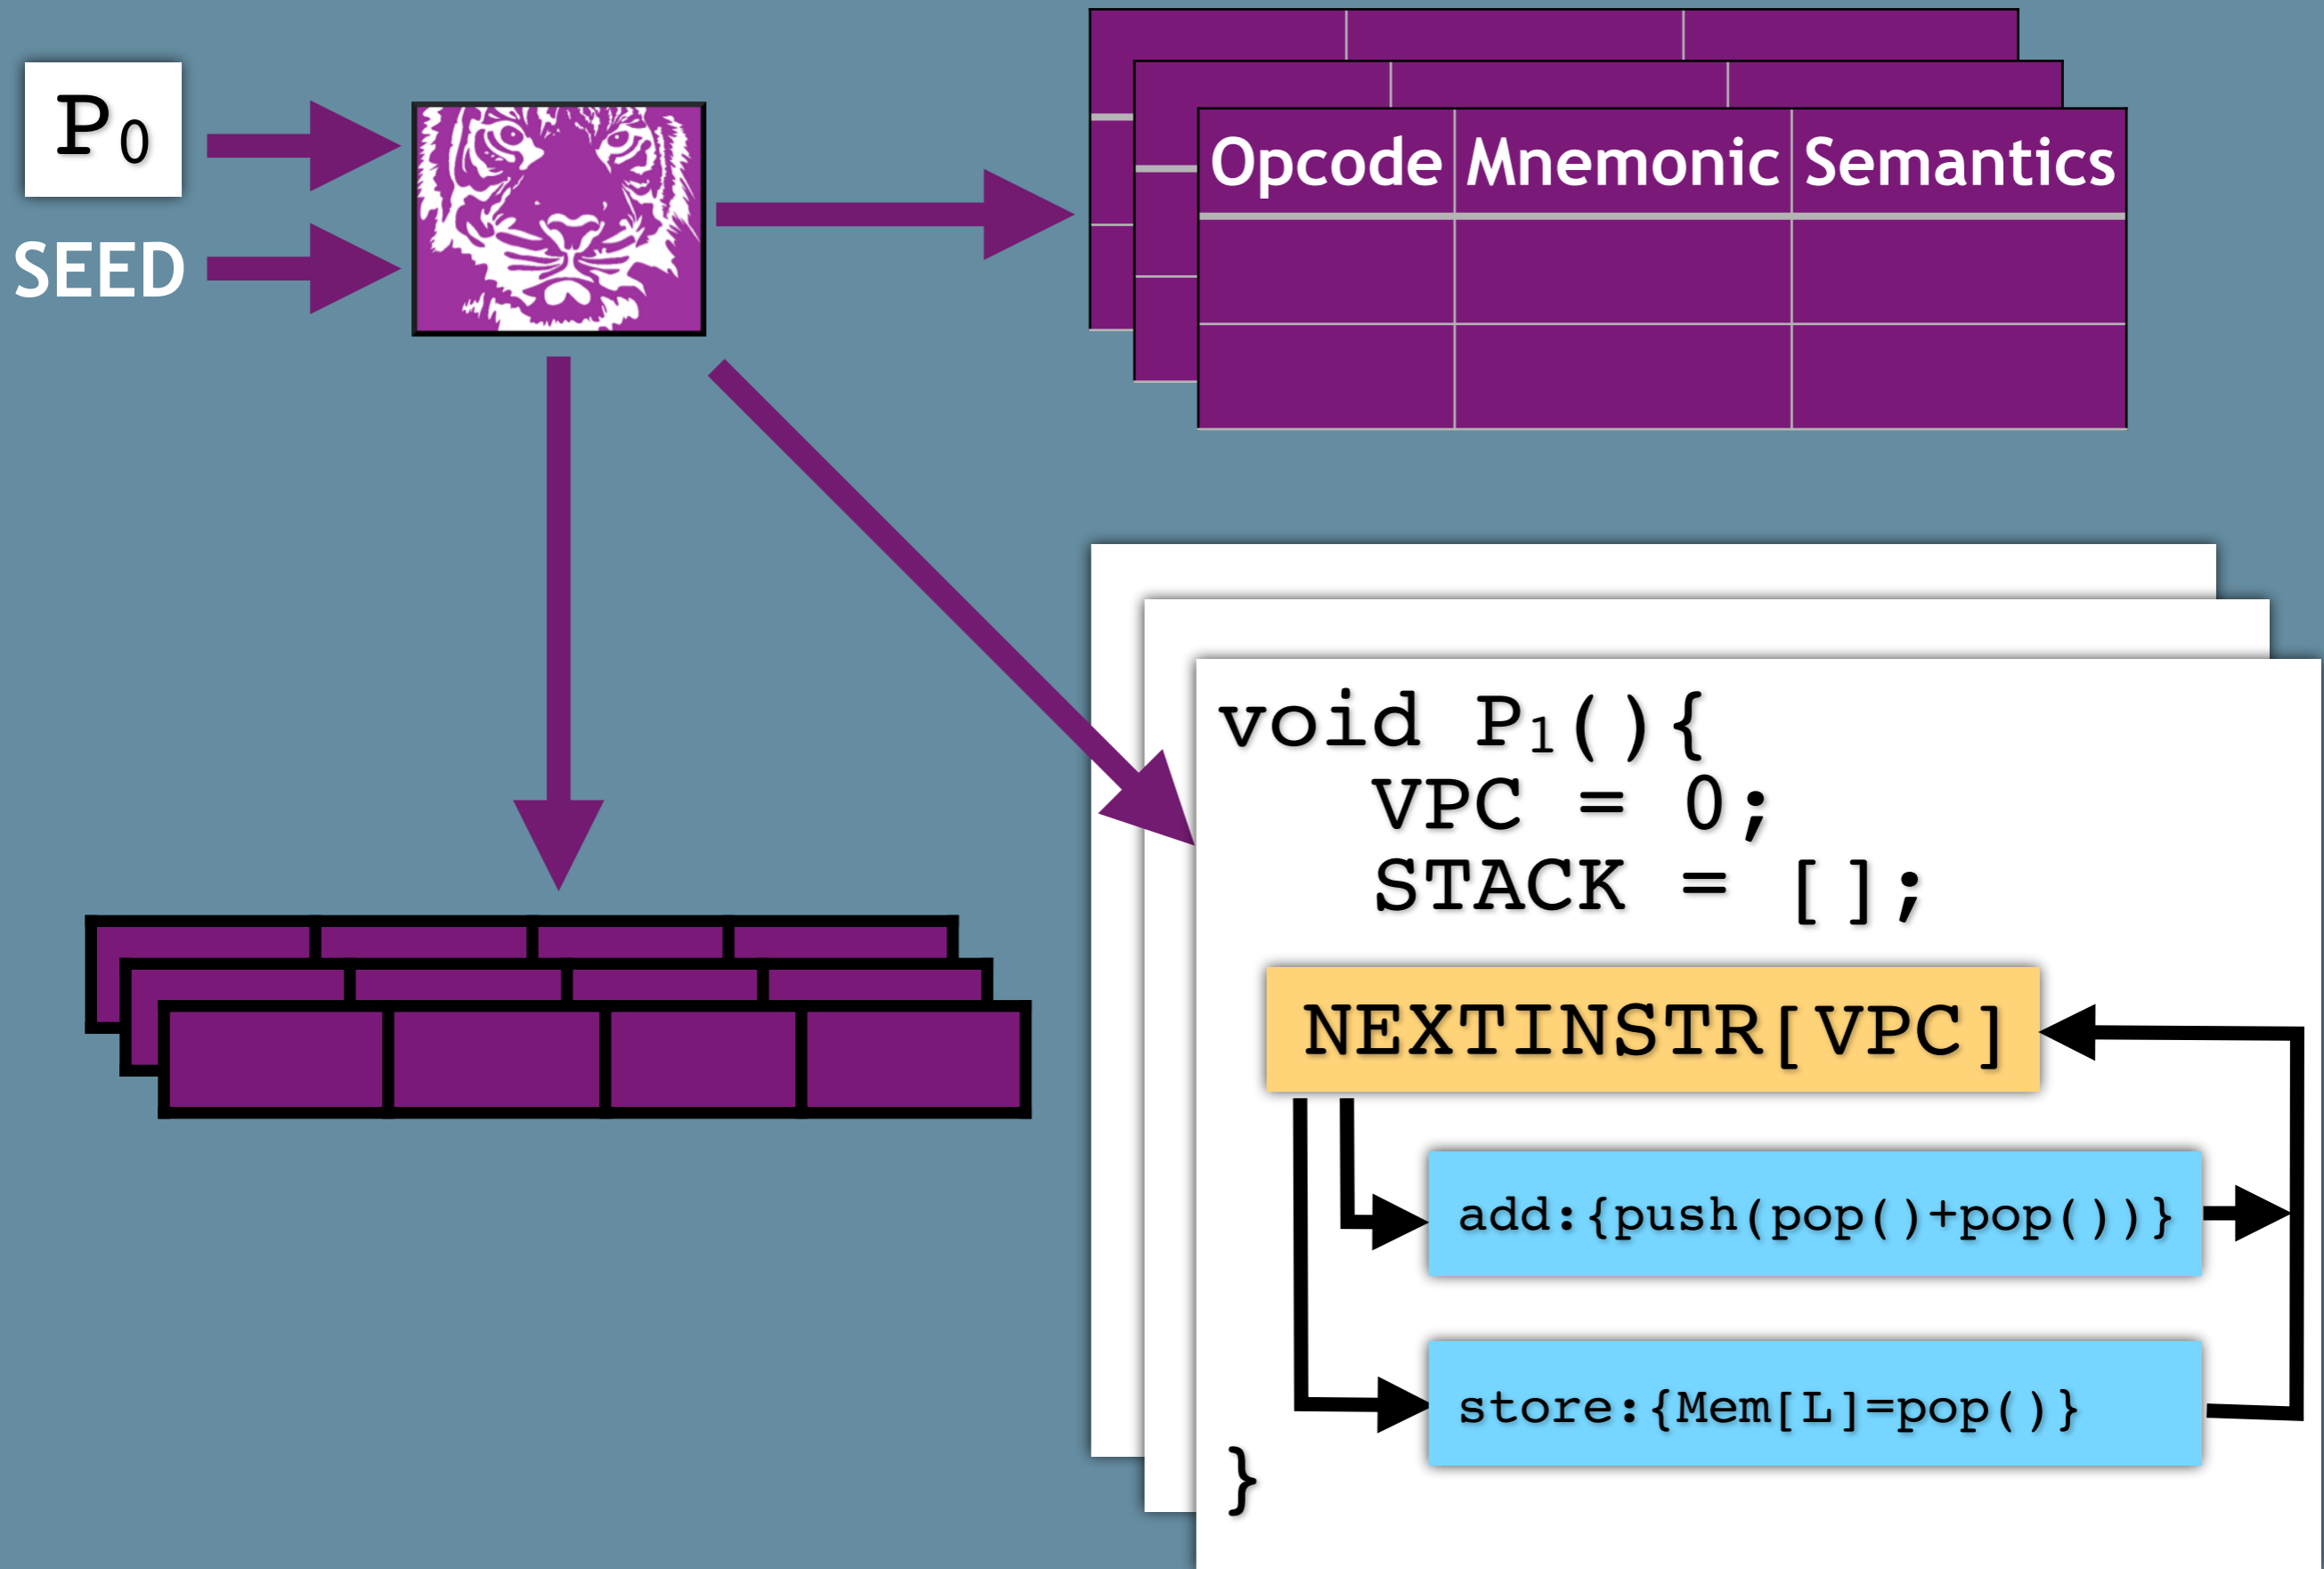 P₀
SEED
Opcode Mnemonic Semantics
void P₁(){
VPC = 0;
STACK = [];
NEXTINSTR[VPC]
add:{push(pop()+pop())}
store:{Mem[L]=pop()}
}